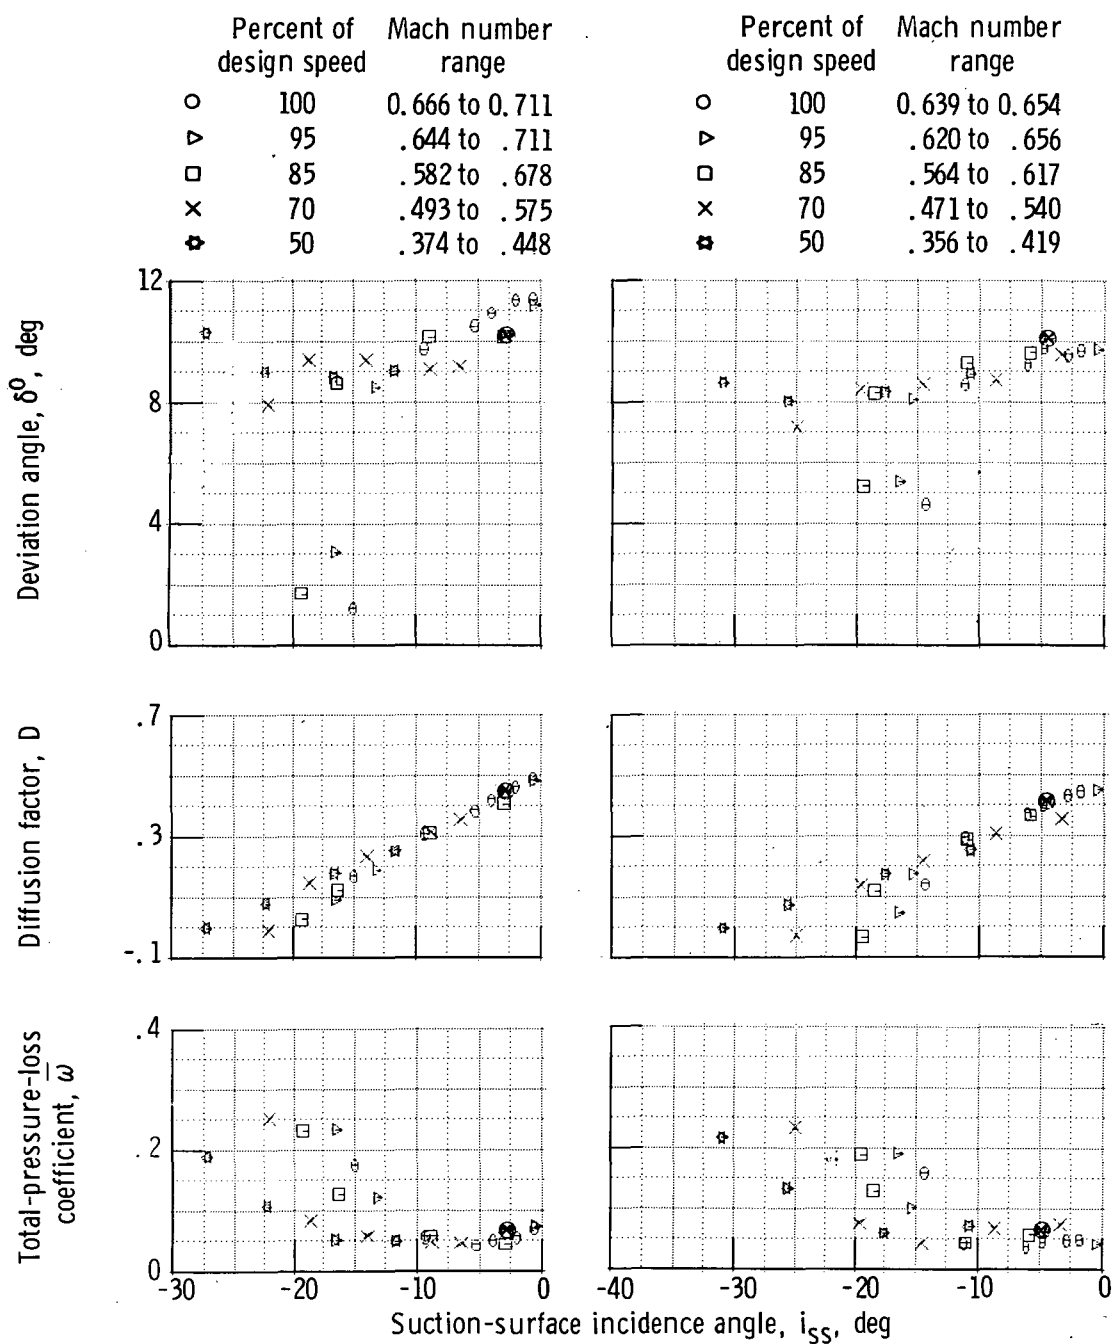 Percent of design speed Mach number range
100 0.666 to 0.711
95 .644 to .711
85 .582 to .678
70 .493 to .575
50 .374 to .448
Percent of design speed Mach number range
100 0.639 to 0.654
95 .620 to .656
85 .564 to .617
70 .471 to .540
50 .356 to .419
Deviation angle, δ⁰, deg
12
8
4
0
Diffusion factor, D
.7
.3
-.1
Total-pressure-loss
coefficient, ω̅
.4
.2
0
-30 -20 -10 0
-40 -30 -20 -10 0
Suction-surface incidence angle, iₛₛ, deg